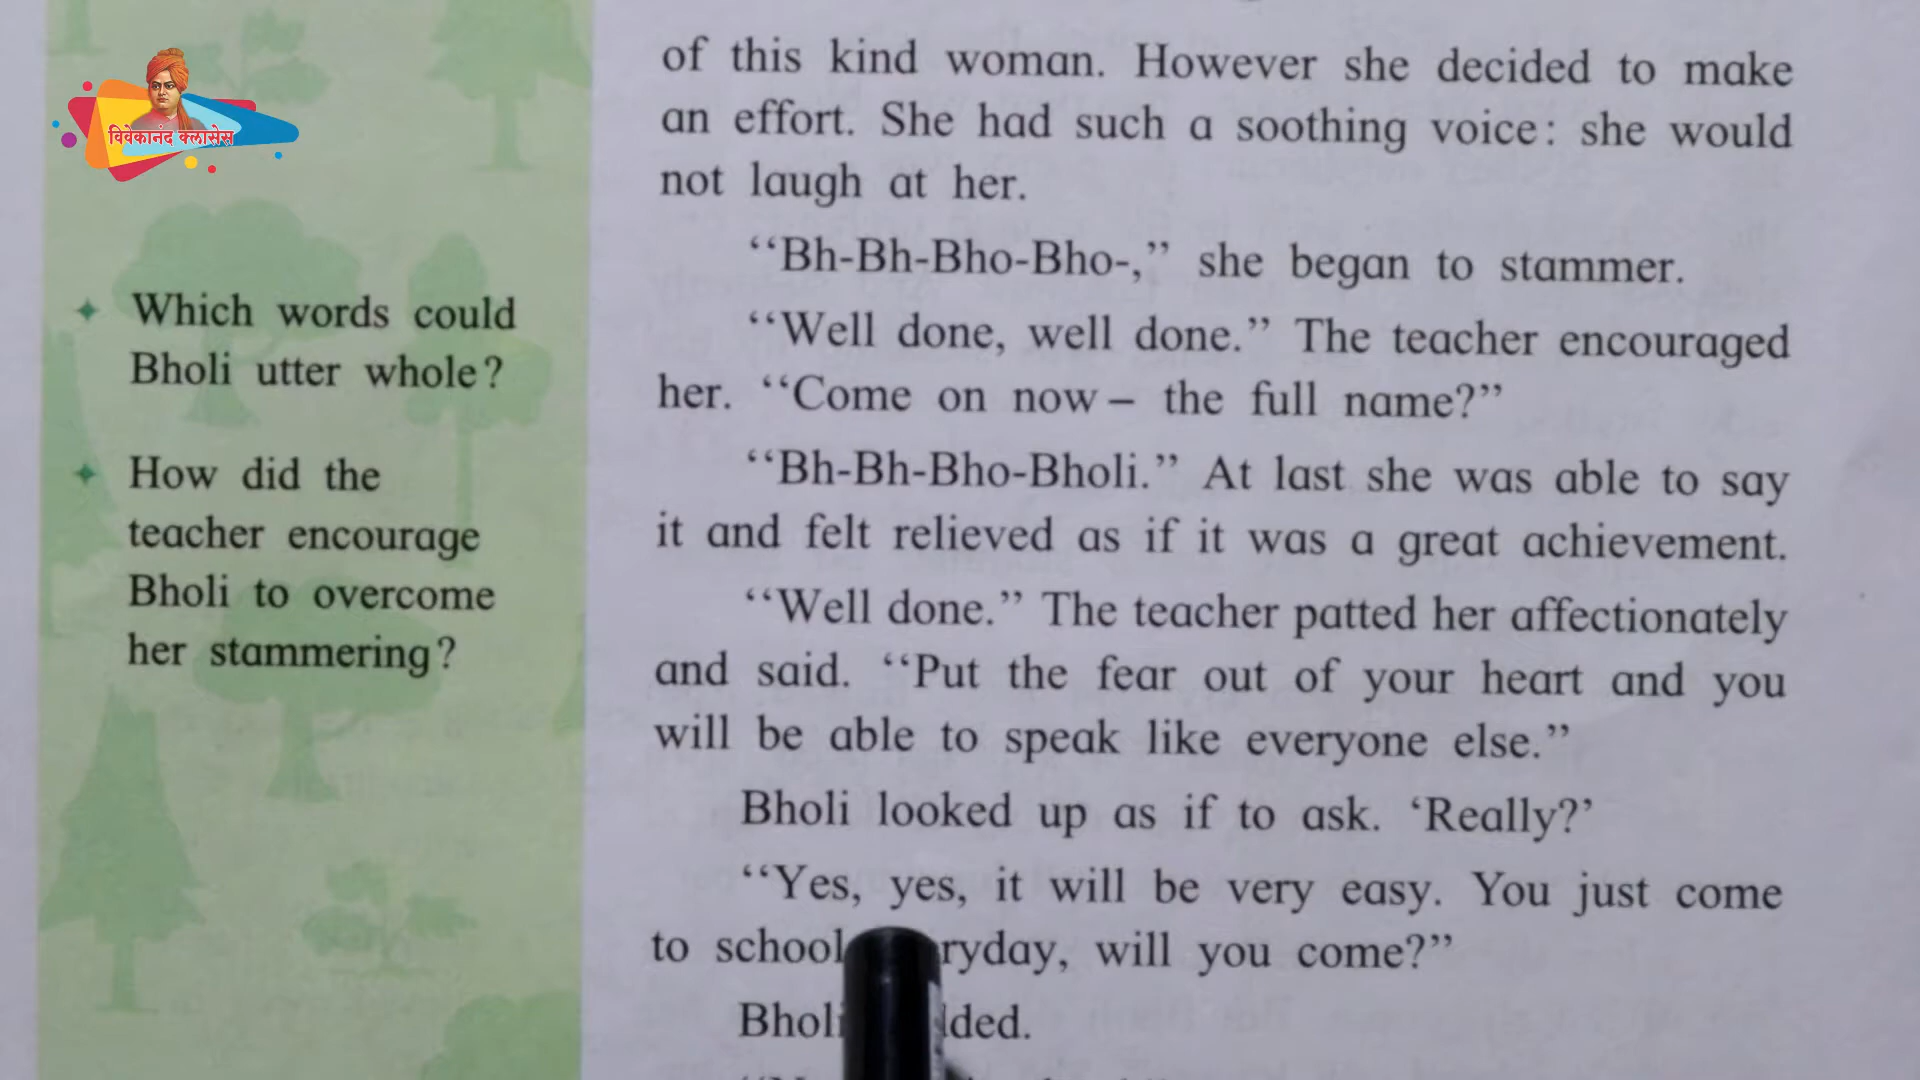 विवेकानंद क्लासेस
of this kind woman. However she decided to make
an effort. She had such a soothing voice: she would
not laugh at her.
“Bh-Bh-Bho-Bho-,” she began to stammer.
“Well done, well done.” The teacher encouraged
her. “Come on now – the full name?”
“Bh-Bh-Bho-Bholi.” At last she was able to say
it and felt relieved as if it was a great achievement.
“Well done.” The teacher patted her affectionately
and said. “Put the fear out of your heart and you
will be able to speak like everyone else.”
Bholi looked up as if to ask. ‘Really?’
“Yes, yes, it will be very easy. You just come
to school will you come?”
Bholi
✦ Which words could
Bholi utter whole?
✦ How did the
teacher encourage
Bholi to overcome
her stammering?